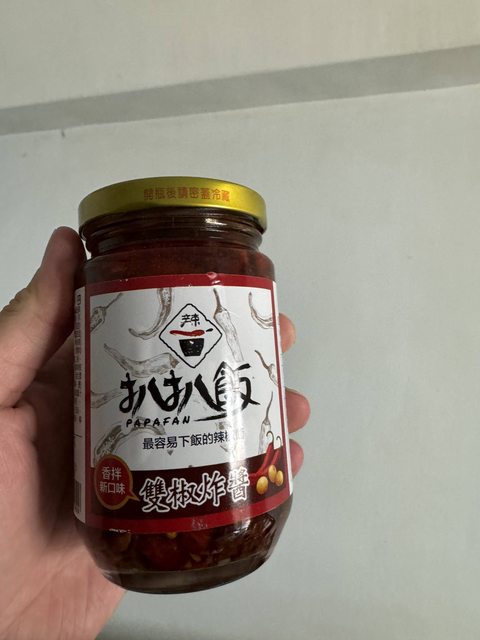 開瓶後請密蓋冷藏
辣
扒扒飯
PAPAFAN
最容易下飯的辣椒
香拌
新口味
雙椒炸醬